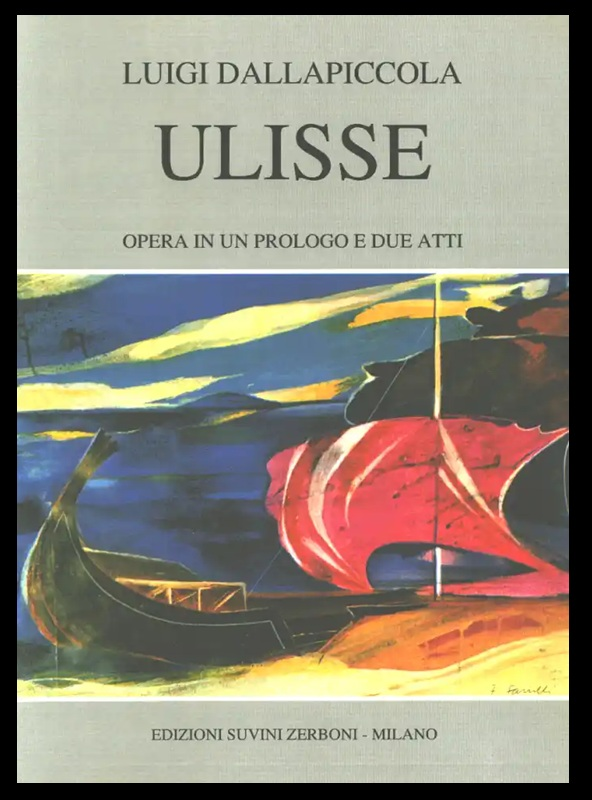 LUIGI DALLAPICCOLA
ULISSE
OPERA IN UN PROLOGO E DUE ATTI
EDIZIONI SUVINI ZERBONI - MILANO